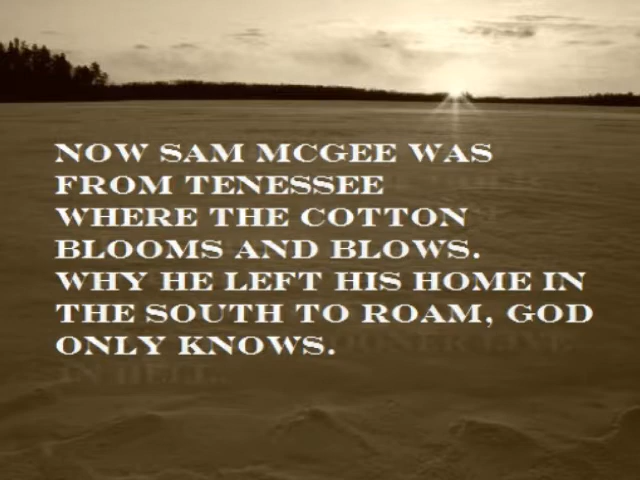 NOW SAM MCGEE WAS
FROM TENESSEE
WHERE THE COTTON
BLOOMS AND BLOWS.
WHY HE LEFT HIS HOME IN
THE SOUTH TO ROAM, GOD
ONLY KNOWS.